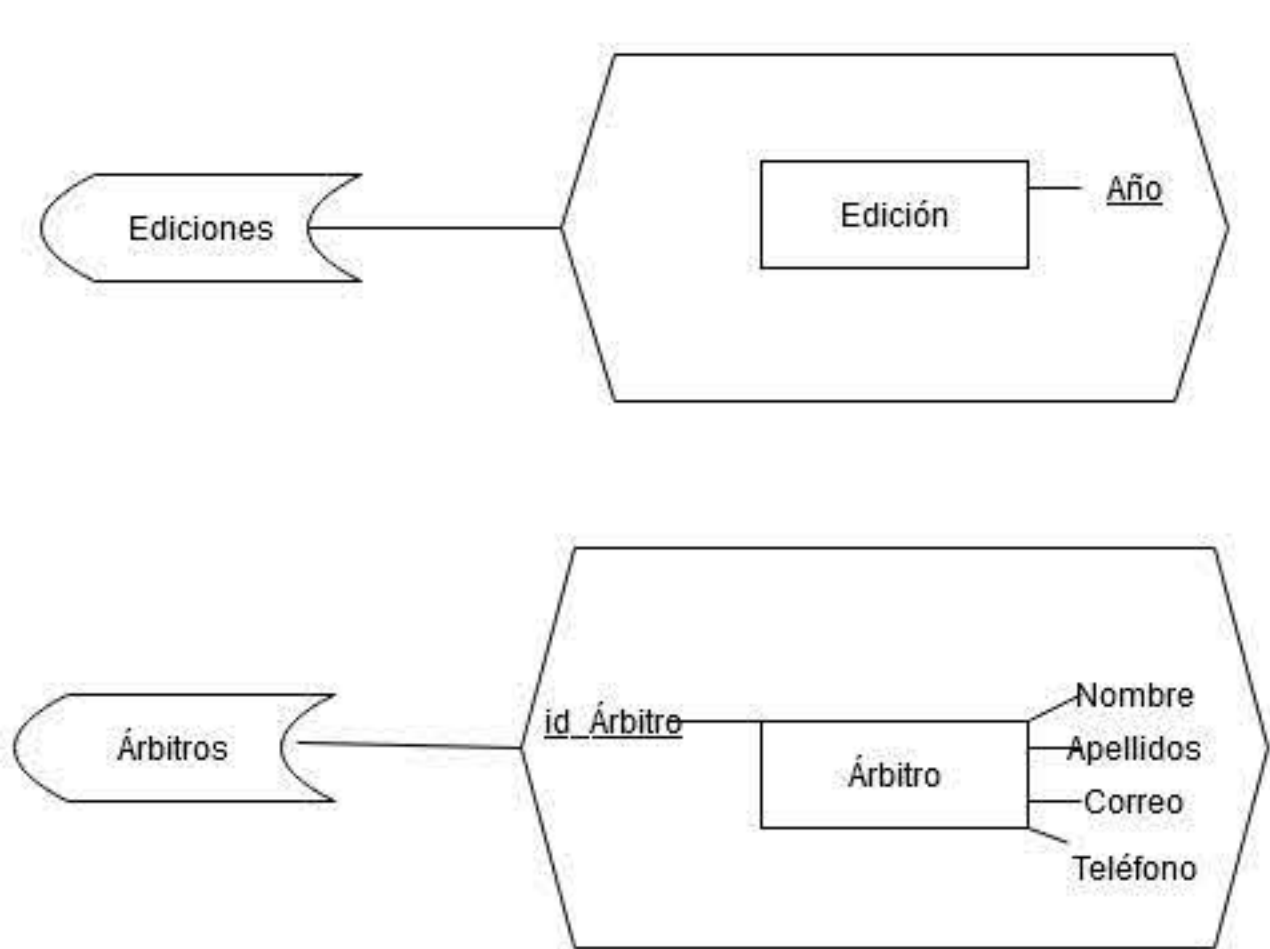 Ediciones
Edición
Año
Árbitros
id_Árbitro
Árbitro
Nombre
Apellidos
Correo
Teléfono